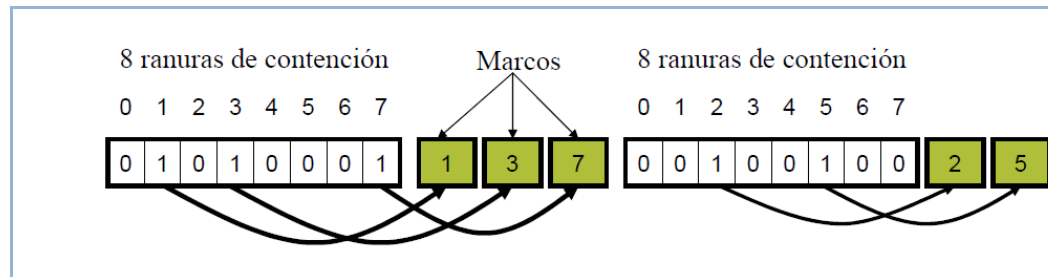 8 ranuras de contención Marcos 8 ranuras de contención
0 1 2 3 4 5 6 7 0 1 2 3 4 5 6 7
0 1 0 1 0 0 0 1 1 3 7 0 0 1 0 0 1 0 0 2 5